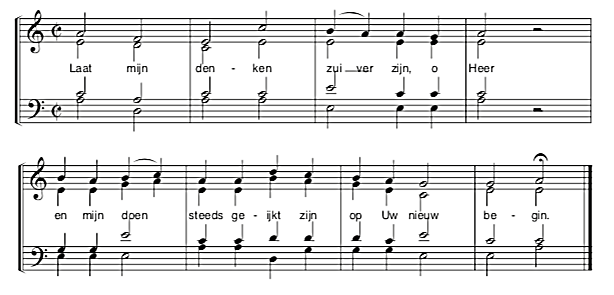 Laat mijn den - ken zui ver zijn, o Heer
en mijn doen steeds ge - ijkt zijn op Uw nieuw be - gin.